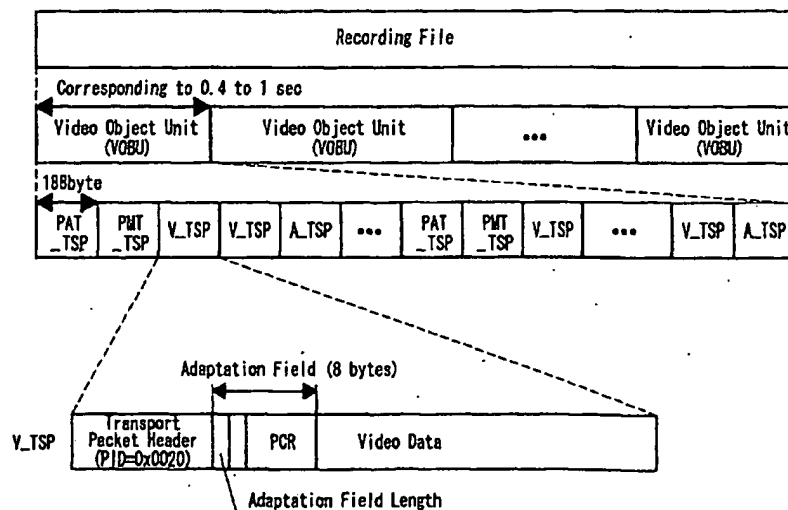 Recording File
Corresponding to 0.4 to 1 sec
Video Object Unit
(VOBU)
Video Object Unit
(VOBU)
•••
Video Object Unit
(VOBU)
188byte
PAT
_TSP
PMT
_TSP
V_TSP
V_TSP
A_TSP
•••
PAT
_TSP
PMT
_TSP
V_TSP
•••
V_TSP
A_TSP
Adaptation Field (8 bytes)
V_TSP
Transport
Packet Header
(PID=0x0020)
PCR
Video Data
Adaptation Field Length